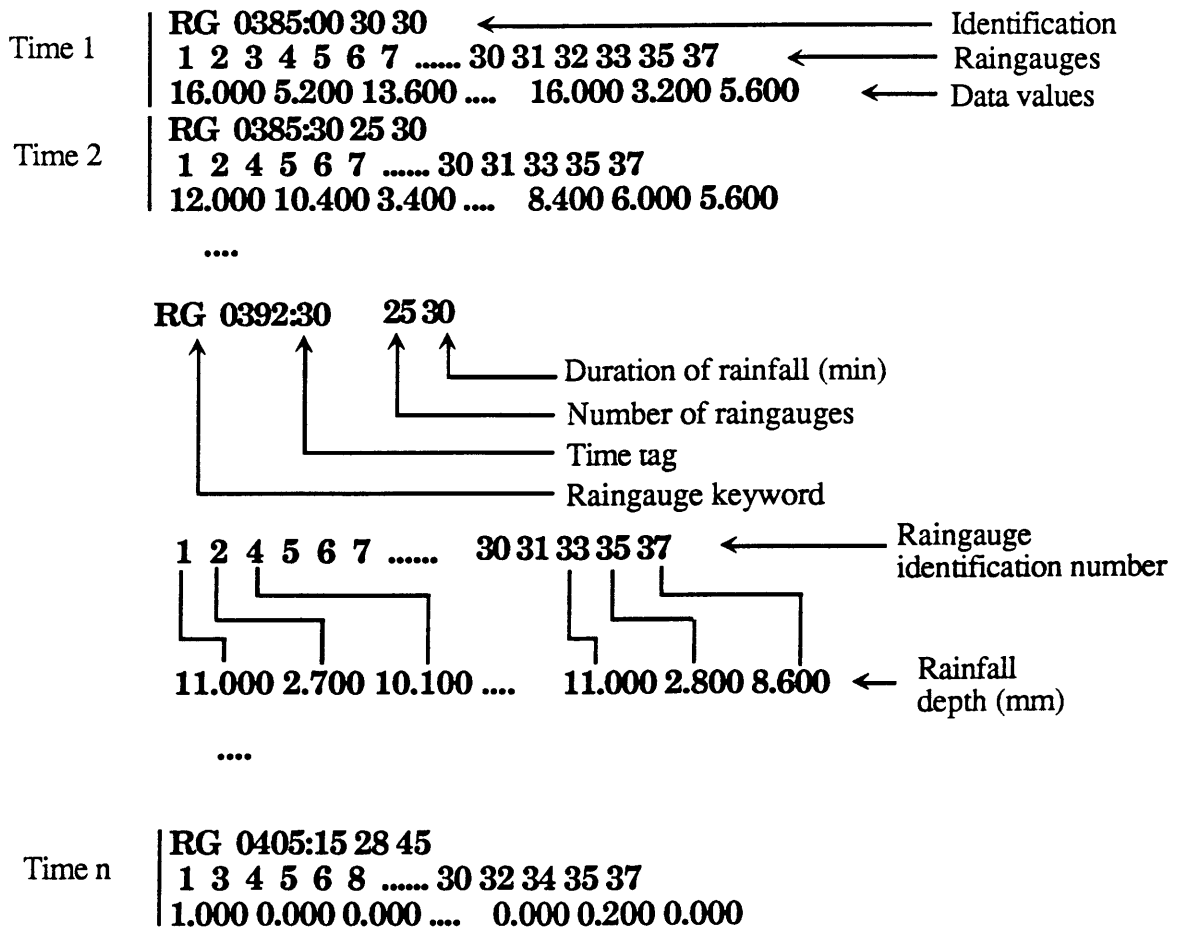 Time 1
RG 0385:00 30 30
Identification
1 2 3 4 5 6 7 ...... 30 31 32 33 35 37
Raingauges
16.000 5.200 13.600 .... 16.000 3.200 5.600
Data values
Time 2
RG 0385:30 25 30
1 2 4 5 6 7 ...... 30 31 33 35 37
12.000 10.400 3.400 .... 8.400 6.000 5.600
....
RG 0392:30 25 30
Duration of rainfall (min)
Number of raingauges
Time tag
Raingauge keyword
1 2 4 5 6 7 ...... 30 31 33 35 37
Raingauge
identification number
11.000 2.700 10.100 .... 11.000 2.800 8.600
Rainfall
depth (mm)
....
Time n
RG 0405:15 28 45
1 3 4 5 6 8 ...... 30 32 34 35 37
1.000 0.000 0.000 .... 0.000 0.200 0.000